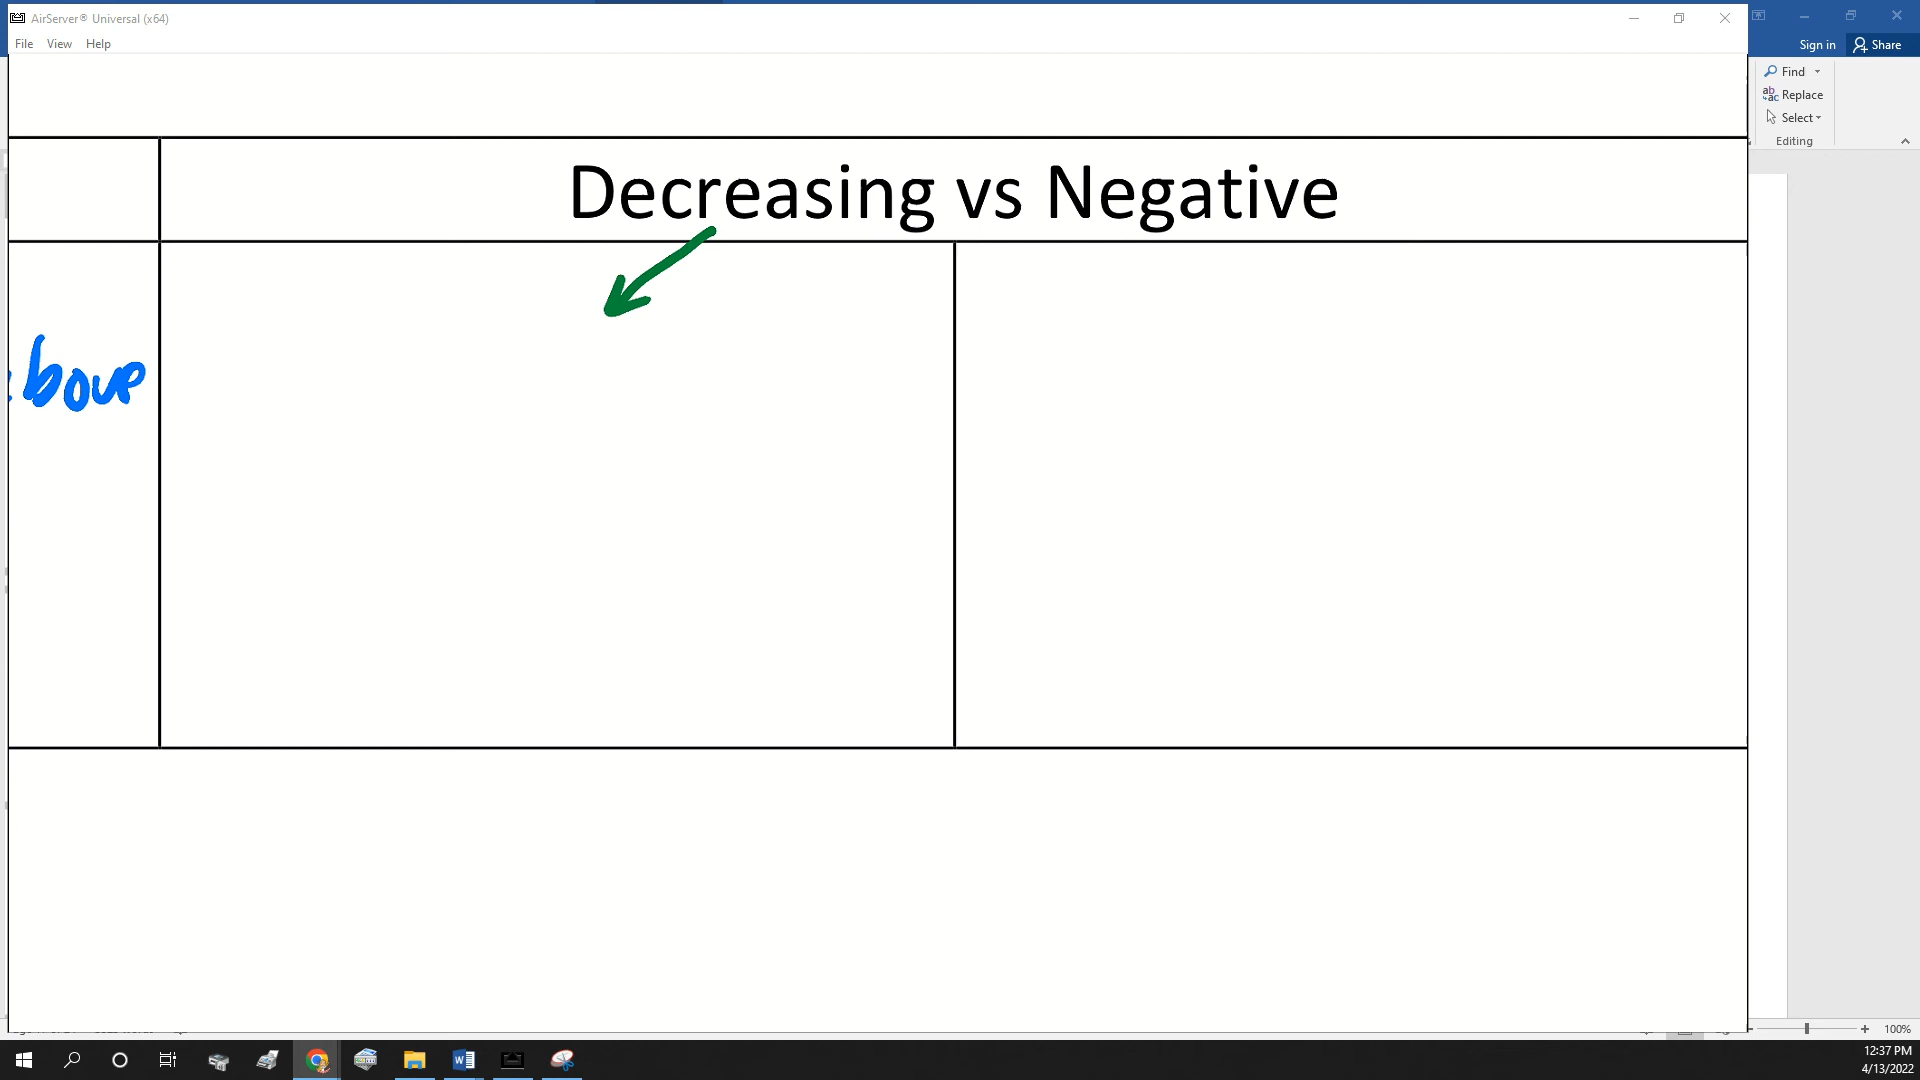 AirServer® Universal (x64)
File View Help
Sign in Share
Find
Replace
Select
Editing
Decreasing vs Negative
bove
100%
12:37 PM
4/13/2022